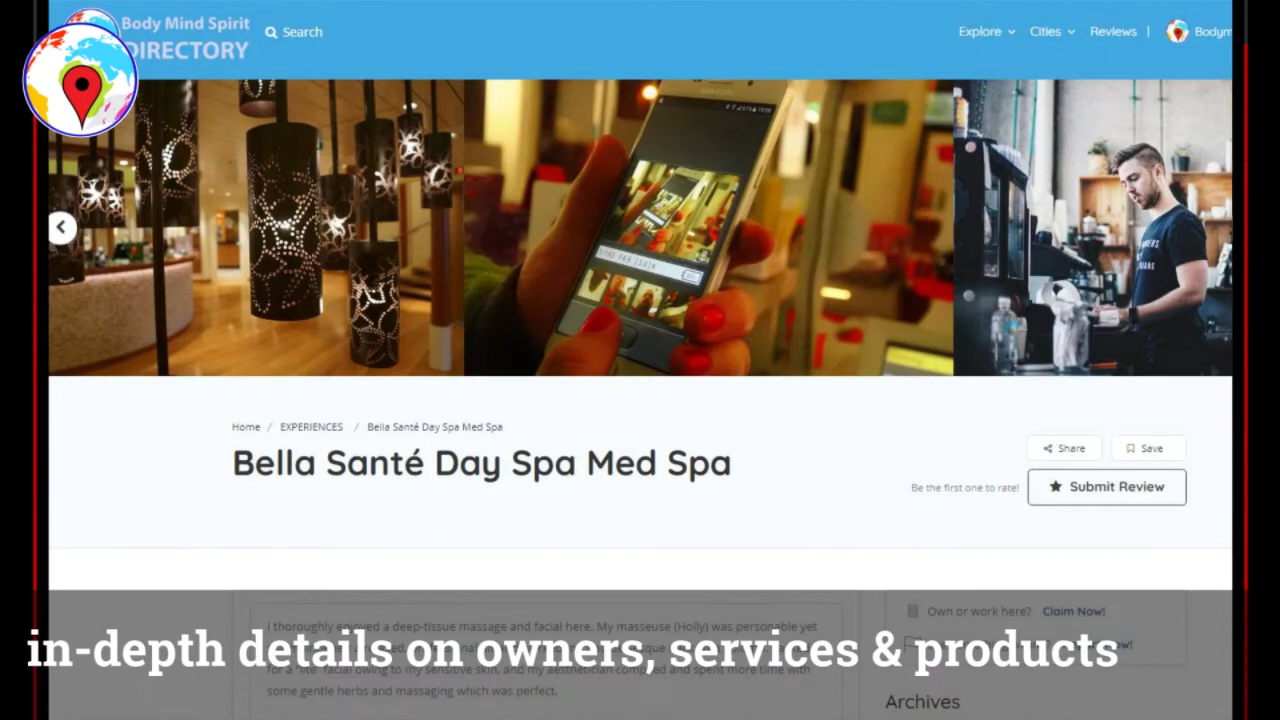 Body Mind Spirit
DIRECTORY
Search
Explore
Cities
Reviews
|
Bodym
SAMSUNG
Home / EXPERIENCES / Bella Santé Day Spa Med Spa
Bella Santé Day Spa Med Spa
Share
Save
Be the first one to rate!
Submit Review
Own or work here? Claim Now!
I thoroughly enjoyed a deep-tissue massage and facial here. My masseuse (Holly) was personable yet
in-depth details on owners, services & products
for a "lite" facial owing to my sensitive skin, and my aesthetician complied and spent more time with
some gentle herbs and massaging which was perfect.
Archives